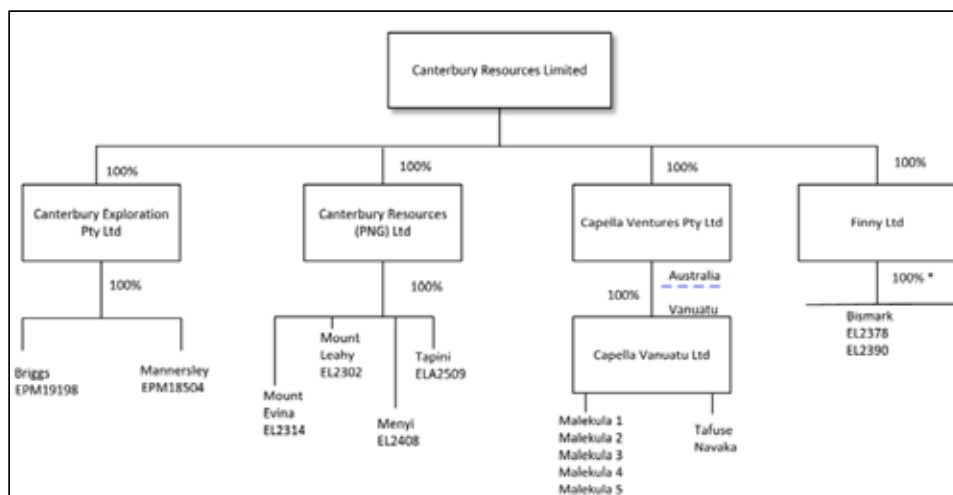 Canterbury Resources Limited
100%
100%
100%
100%
Canterbury Exploration
Pty Ltd
Canterbury Resources
(PNG) Ltd
Capella Ventures Pty Ltd
Finny Ltd
100%
100%
100%
Australia
Vanuatu
100% *
Briggs
EPM19198
Mannersley
EPM18504
Mount
Evina
EL2314
Mount
Leahy
EL2302
Menyi
EL2408
Tapini
ELA2509
Capella Vanuatu Ltd
Malekula 1
Malekula 2
Malekula 3
Malekula 4
Malekula 5
Tafuse
Navaka
Bismark
EL2378
EL2390